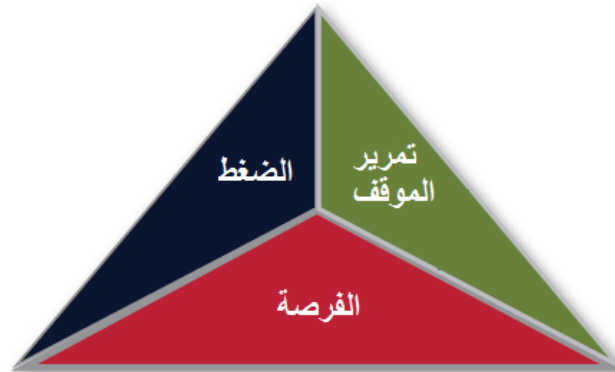 تمرير
الموقف
الضغط
الفرصة